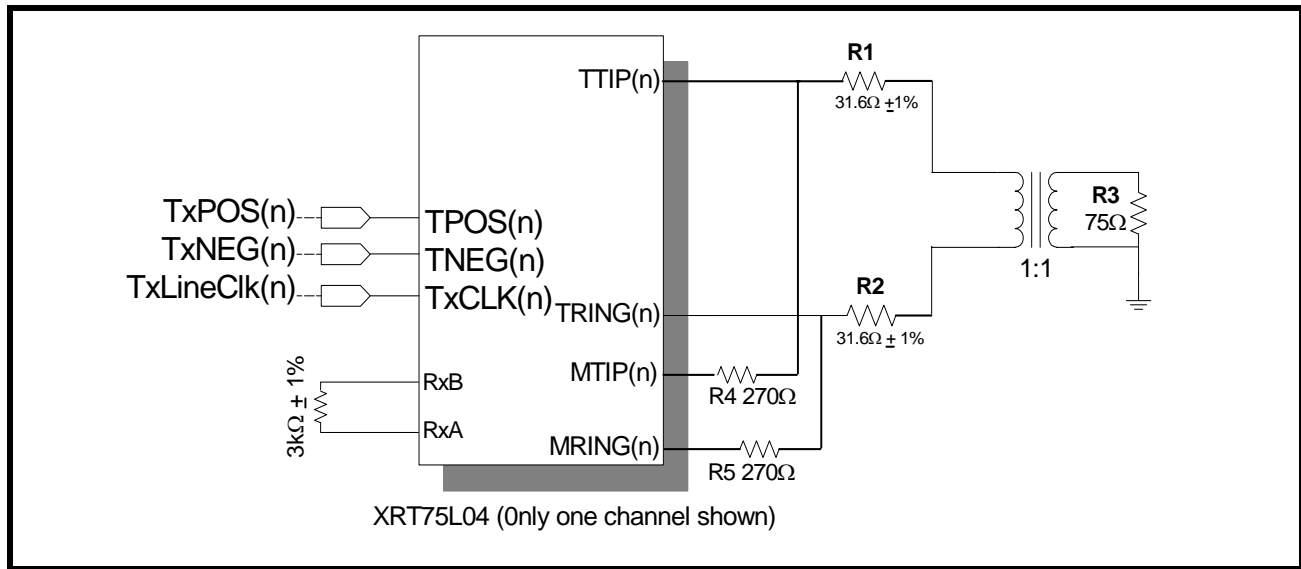 R1
TTIP(n)
31.6Ω ±1%
R3
75Ω
TxPOS(n)
TPOS(n)
TxNEG(n)
TNEG(n)
1:1
TxLineClk(n)
TxCLK(n)
R2
TRING(n)
31.6Ω ± 1%
MTIP(n)
RxB
R4 270Ω
3kΩ ± 1%
RxA
MRING(n)
R5 270Ω
XRT75L04 (0nly one channel shown)